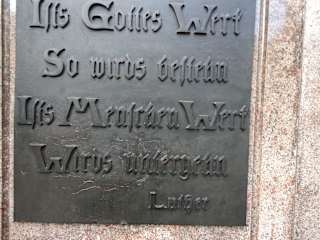 Ists Gottes Werk
So wirds bestehn
Ists Menschen Werk
Wirds untergehn
Luther